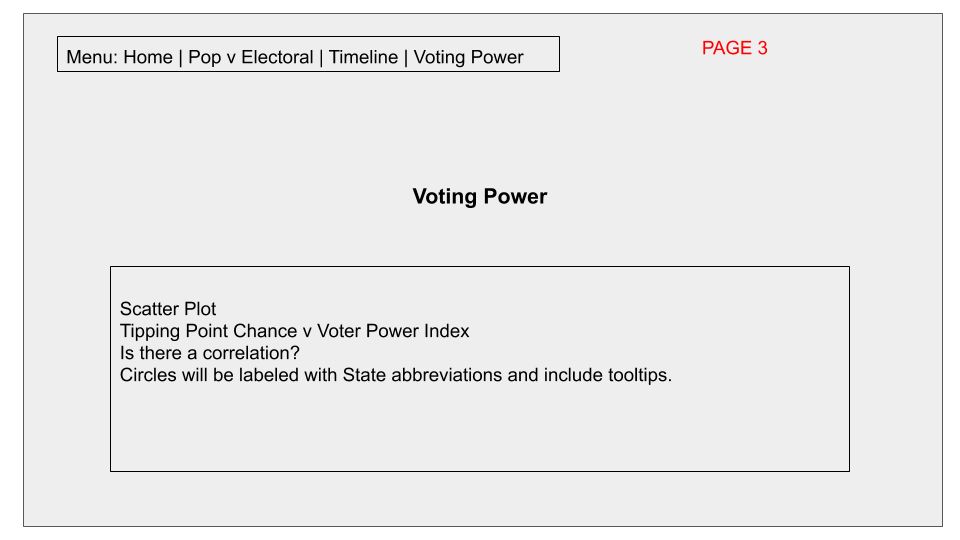 Menu: Home | Pop v Electoral | Timeline | Voting Power
PAGE 3
Voting Power
Scatter Plot
Tipping Point Chance v Voter Power Index
Is there a correlation?
Circles will be labeled with State abbreviations and include tooltips.